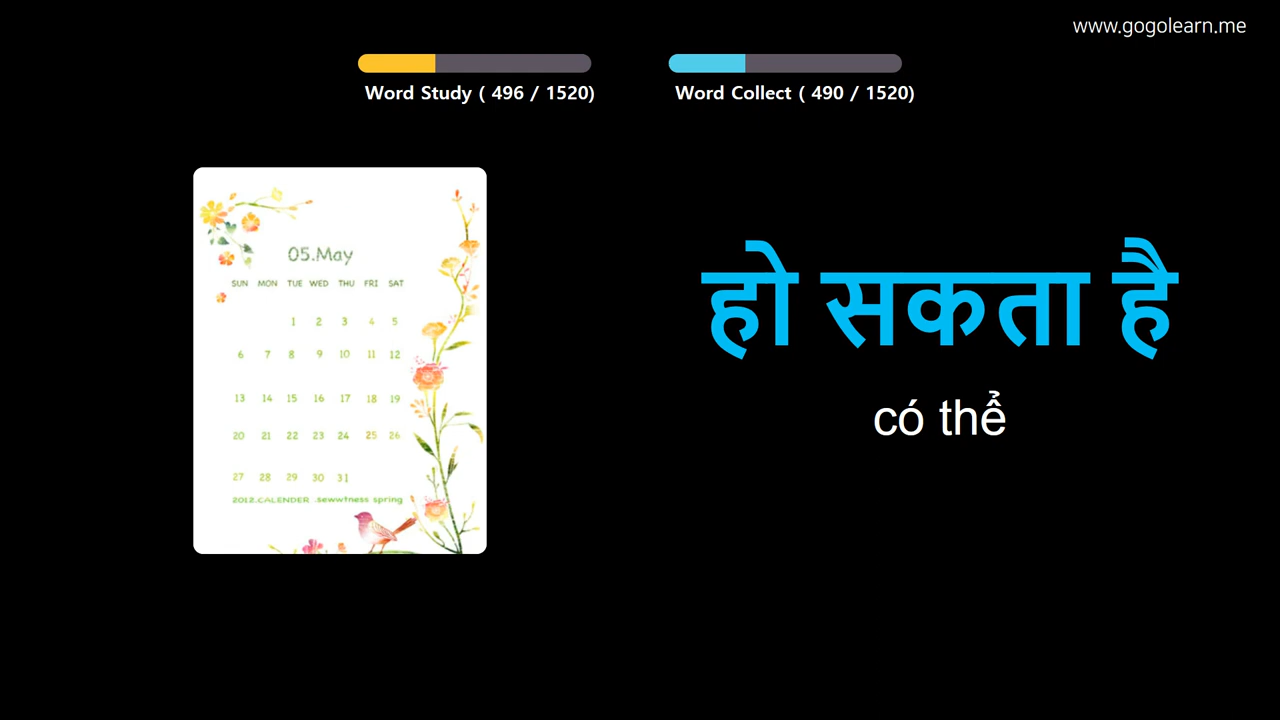 www.gogolearn.me
Word Study ( 496 / 1520)
Word Collect ( 490 / 1520)
05.May
SUN MON TUE WED THU FRI SAT
1 2 3 4 5
6 7 8 9 10 11 12
13 14 15 16 17 18 19
20 21 22 23 24 25 26
27 28 29 30 31
2012.CALENDER .sewwtness spring
हो सकता है
có thể